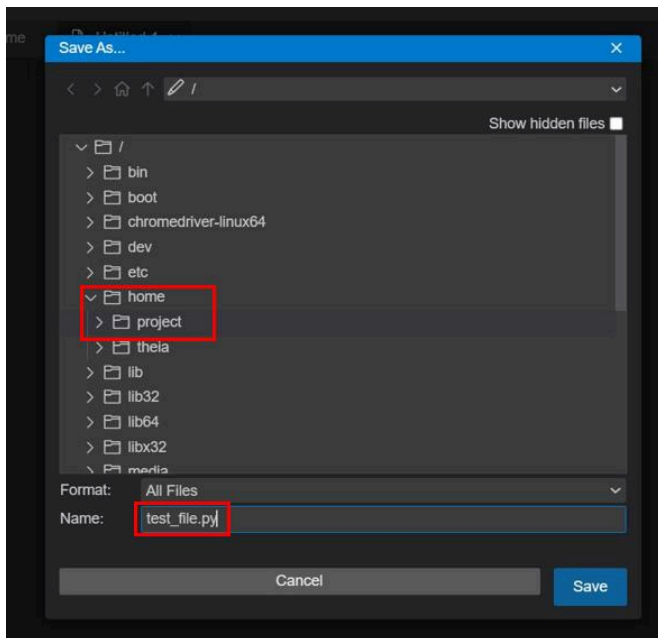 me
Save As...
/
Show hidden files
/
bin
boot
chromedriver-linux64
dev
etc
home
project
theia
lib
lib32
lib64
libx32
media
Format: All Files
Name: test_file.py
Cancel
Save